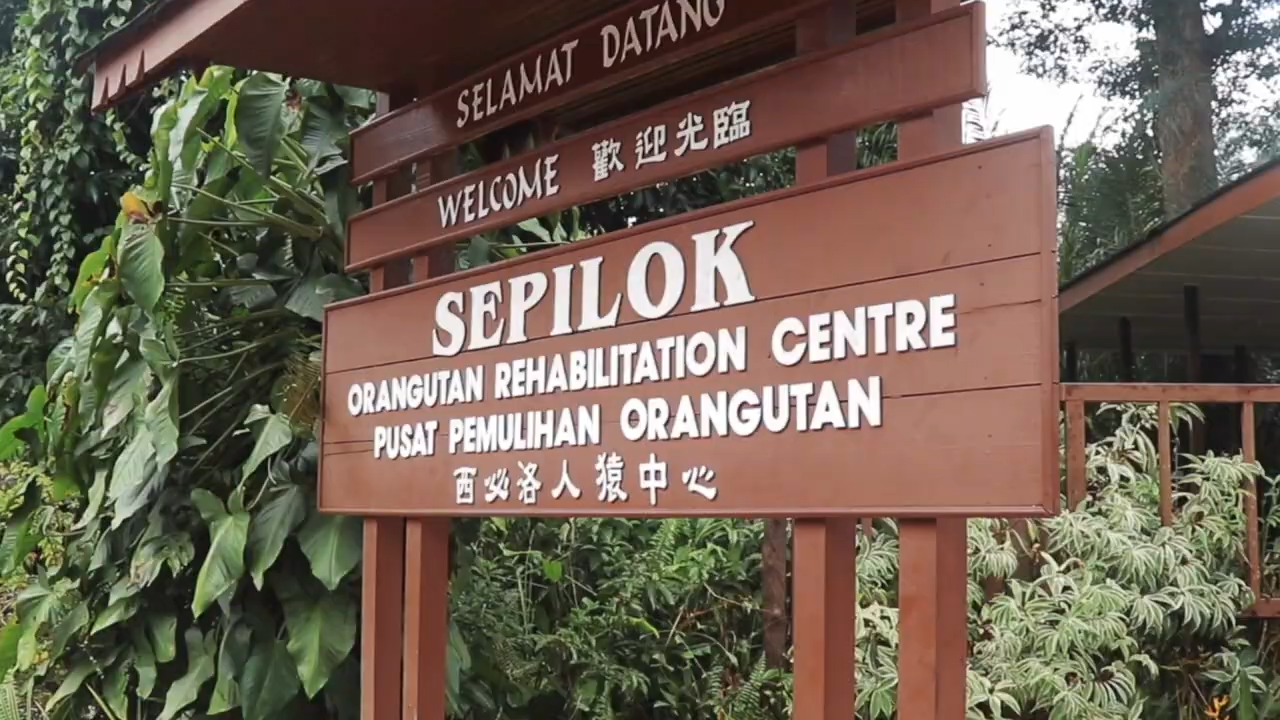 SELAMAT DATANG
WELCOME 歡迎光臨
SEPILOK
ORANGUTAN REHABILITATION CENTRE
PUSAT PEMULIHAN ORANGUTAN
西必洛人猿中心